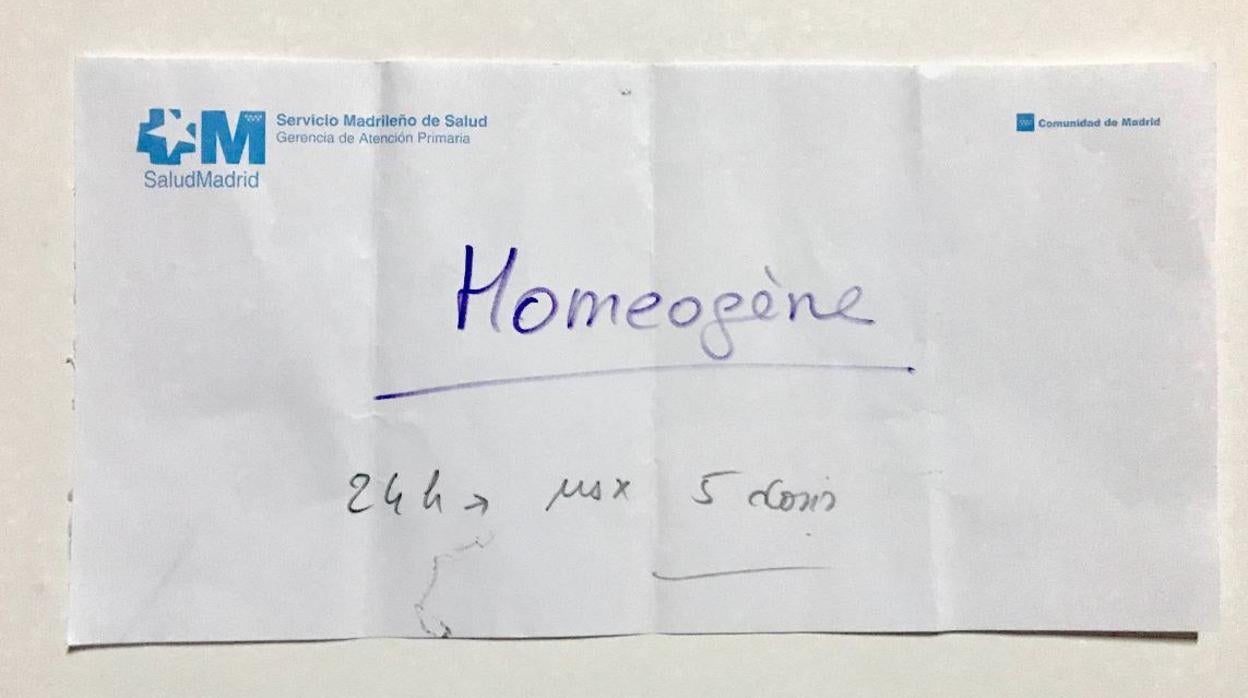 Servicio Madrileño de Salud
Gerencia de Atención Primaria
SaludMadrid
Comunidad de Madrid
Homeogène
24h → max 5 dosis